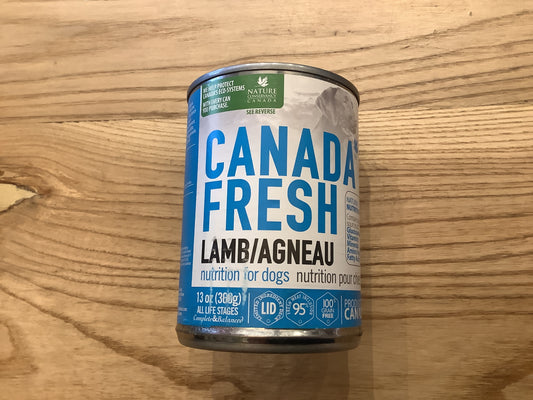 WE HELP PROTECT
CANADA'S ECO-SYSTEMS
WITH EVERY CAN
YOU PURCHASE.
NATURE
CONSERVANCY
CANADA
SEE REVERSE
CANADA
FRESH
LAMB/AGNEAU
nutrition for dogs nutrition pour
13 oz (369g)
ALL LIFE STAGES
Complete & Balanced
LID
95%
100%
GRAIN
FREE